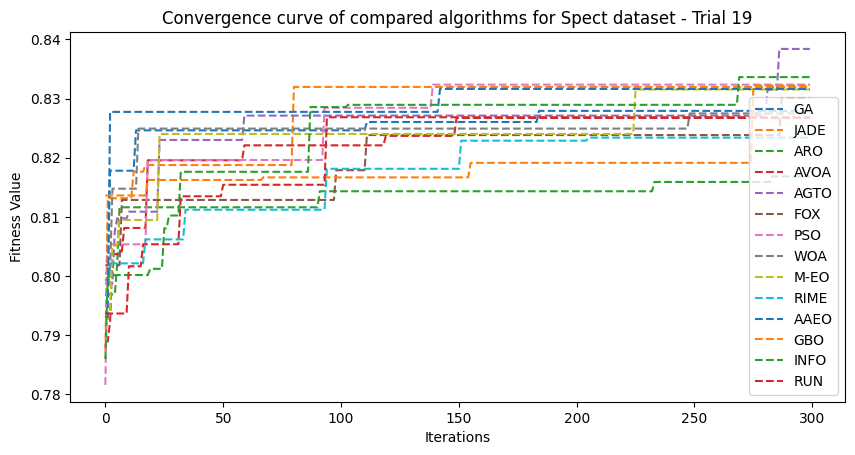 Convergence curve of compared algorithms for Spect dataset - Trial 19
Fitness Value
0.84
0.83
0.82
0.81
0.80
0.79
0.78
GA
JADE
ARO
AVOA
AGTO
FOX
PSO
WOA
M-EO
RIME
AAEO
GBO
INFO
RUN
0 50 100 150 200 250 300
Iterations